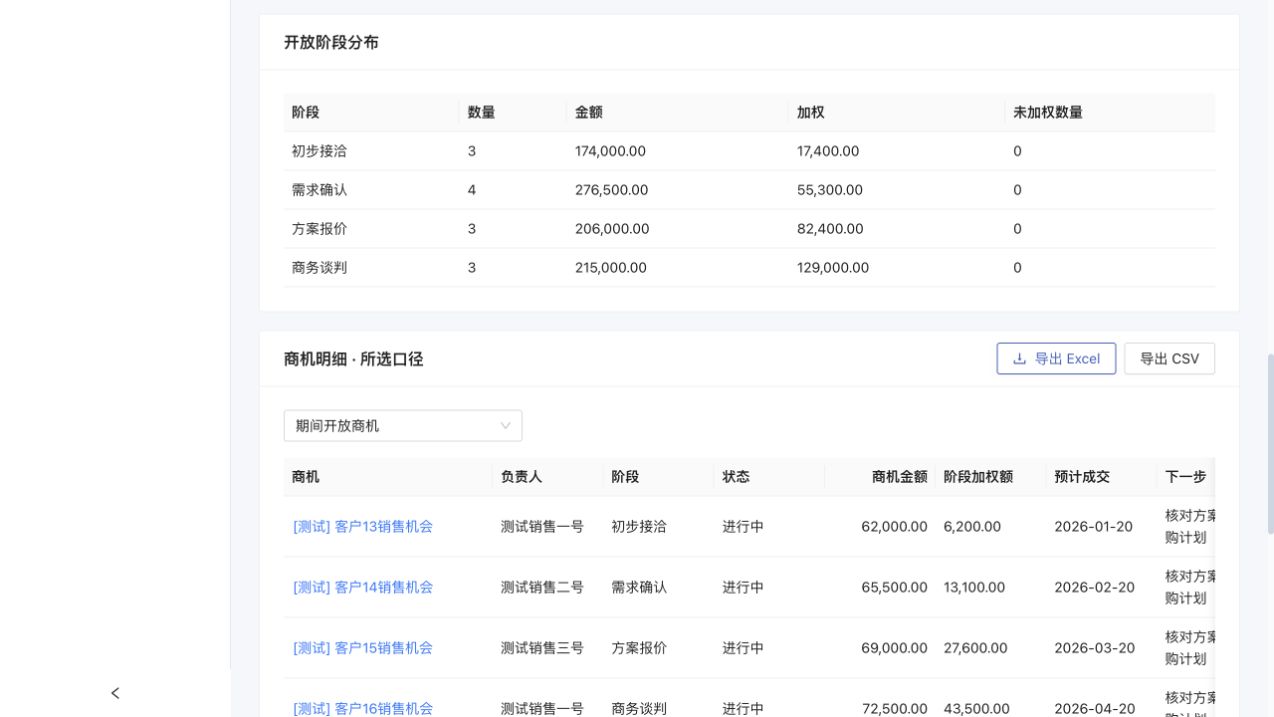 开放阶段分布
阶段 数量 金额 加权 未加权数量
初步接洽 3 174,000.00 17,400.00 0
需求确认 4 276,500.00 55,300.00 0
方案报价 3 206,000.00 82,400.00 0
商务谈判 3 215,000.00 129,000.00 0
商机明细 · 所选口径
导出 Excel 导出 CSV
期间开放商机
商机 负责人 阶段 状态 商机金额 阶段加权额 预计成交 下一步
[测试] 客户13销售机会 测试销售一号 初步接洽 进行中 62,000.00 6,200.00 2026-01-20 核对方案
购计划
[测试] 客户14销售机会 测试销售二号 需求确认 进行中 65,500.00 13,100.00 2026-02-20 核对方案
购计划
[测试] 客户15销售机会 测试销售三号 方案报价 进行中 69,000.00 27,600.00 2026-03-20 核对方案
购计划
[测试] 客户16销售机会 测试销售一号 商务谈判 进行中 72,500.00 43,500.00 2026-04-20 核对方案